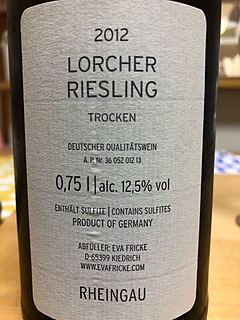 2012
LORCHER
RIESLING
TROCKEN
DEUTSCHER QUALITÄTSWEIN
A. P. Nr. 36 052 012 13
0,75 l | alc. 12,5% vol
ENTHÄLT SULFITE | CONTAINS SULFITES
PRODUCT OF GERMANY
ABFÜLLER: EVA FRICKE
D-65399 KIEDRICH
WWW.EVAFRICKE.COM
RHEINGAU